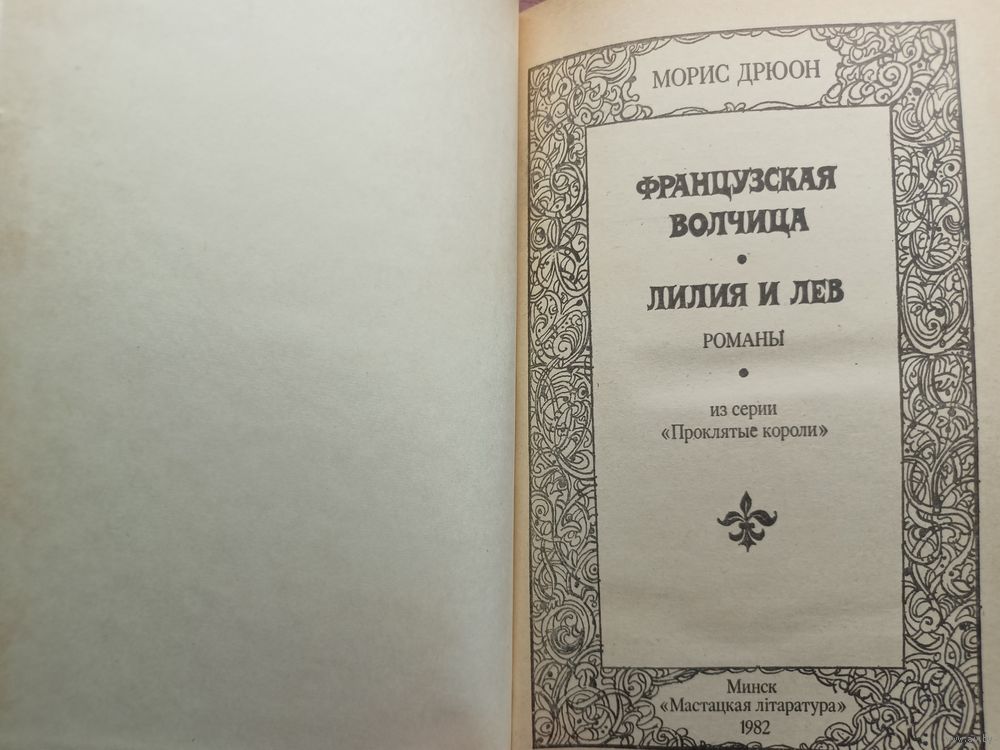 МОРИС ДРЮОН
ФРАНЦУЗСКАЯ
ВОЛЧИЦА
•
ЛИЛИЯ И ЛЕВ
РОМАНЫ
•
из серии
«Проклятые короли»
Минск
«Мастацкая літаратура»
1982